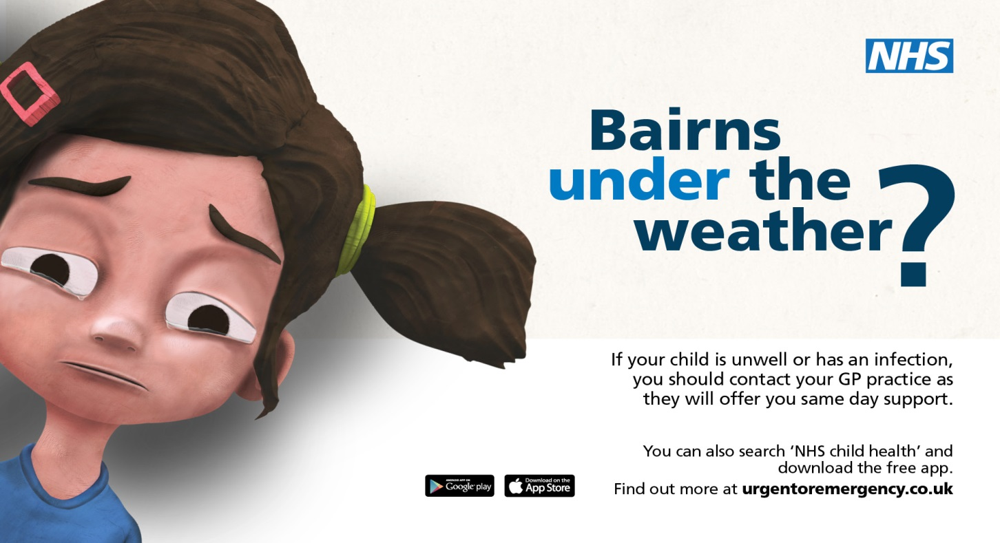 NHS
Bairns
under the
weather?
If your child is unwell or has an infection,
you should contact your GP practice as
they will offer you same day support.
You can also search ‘NHS child health’ and
download the free app.
ANDROID APP ON
Google play
Download on the
App Store
Find out more at urgentoremergency.co.uk